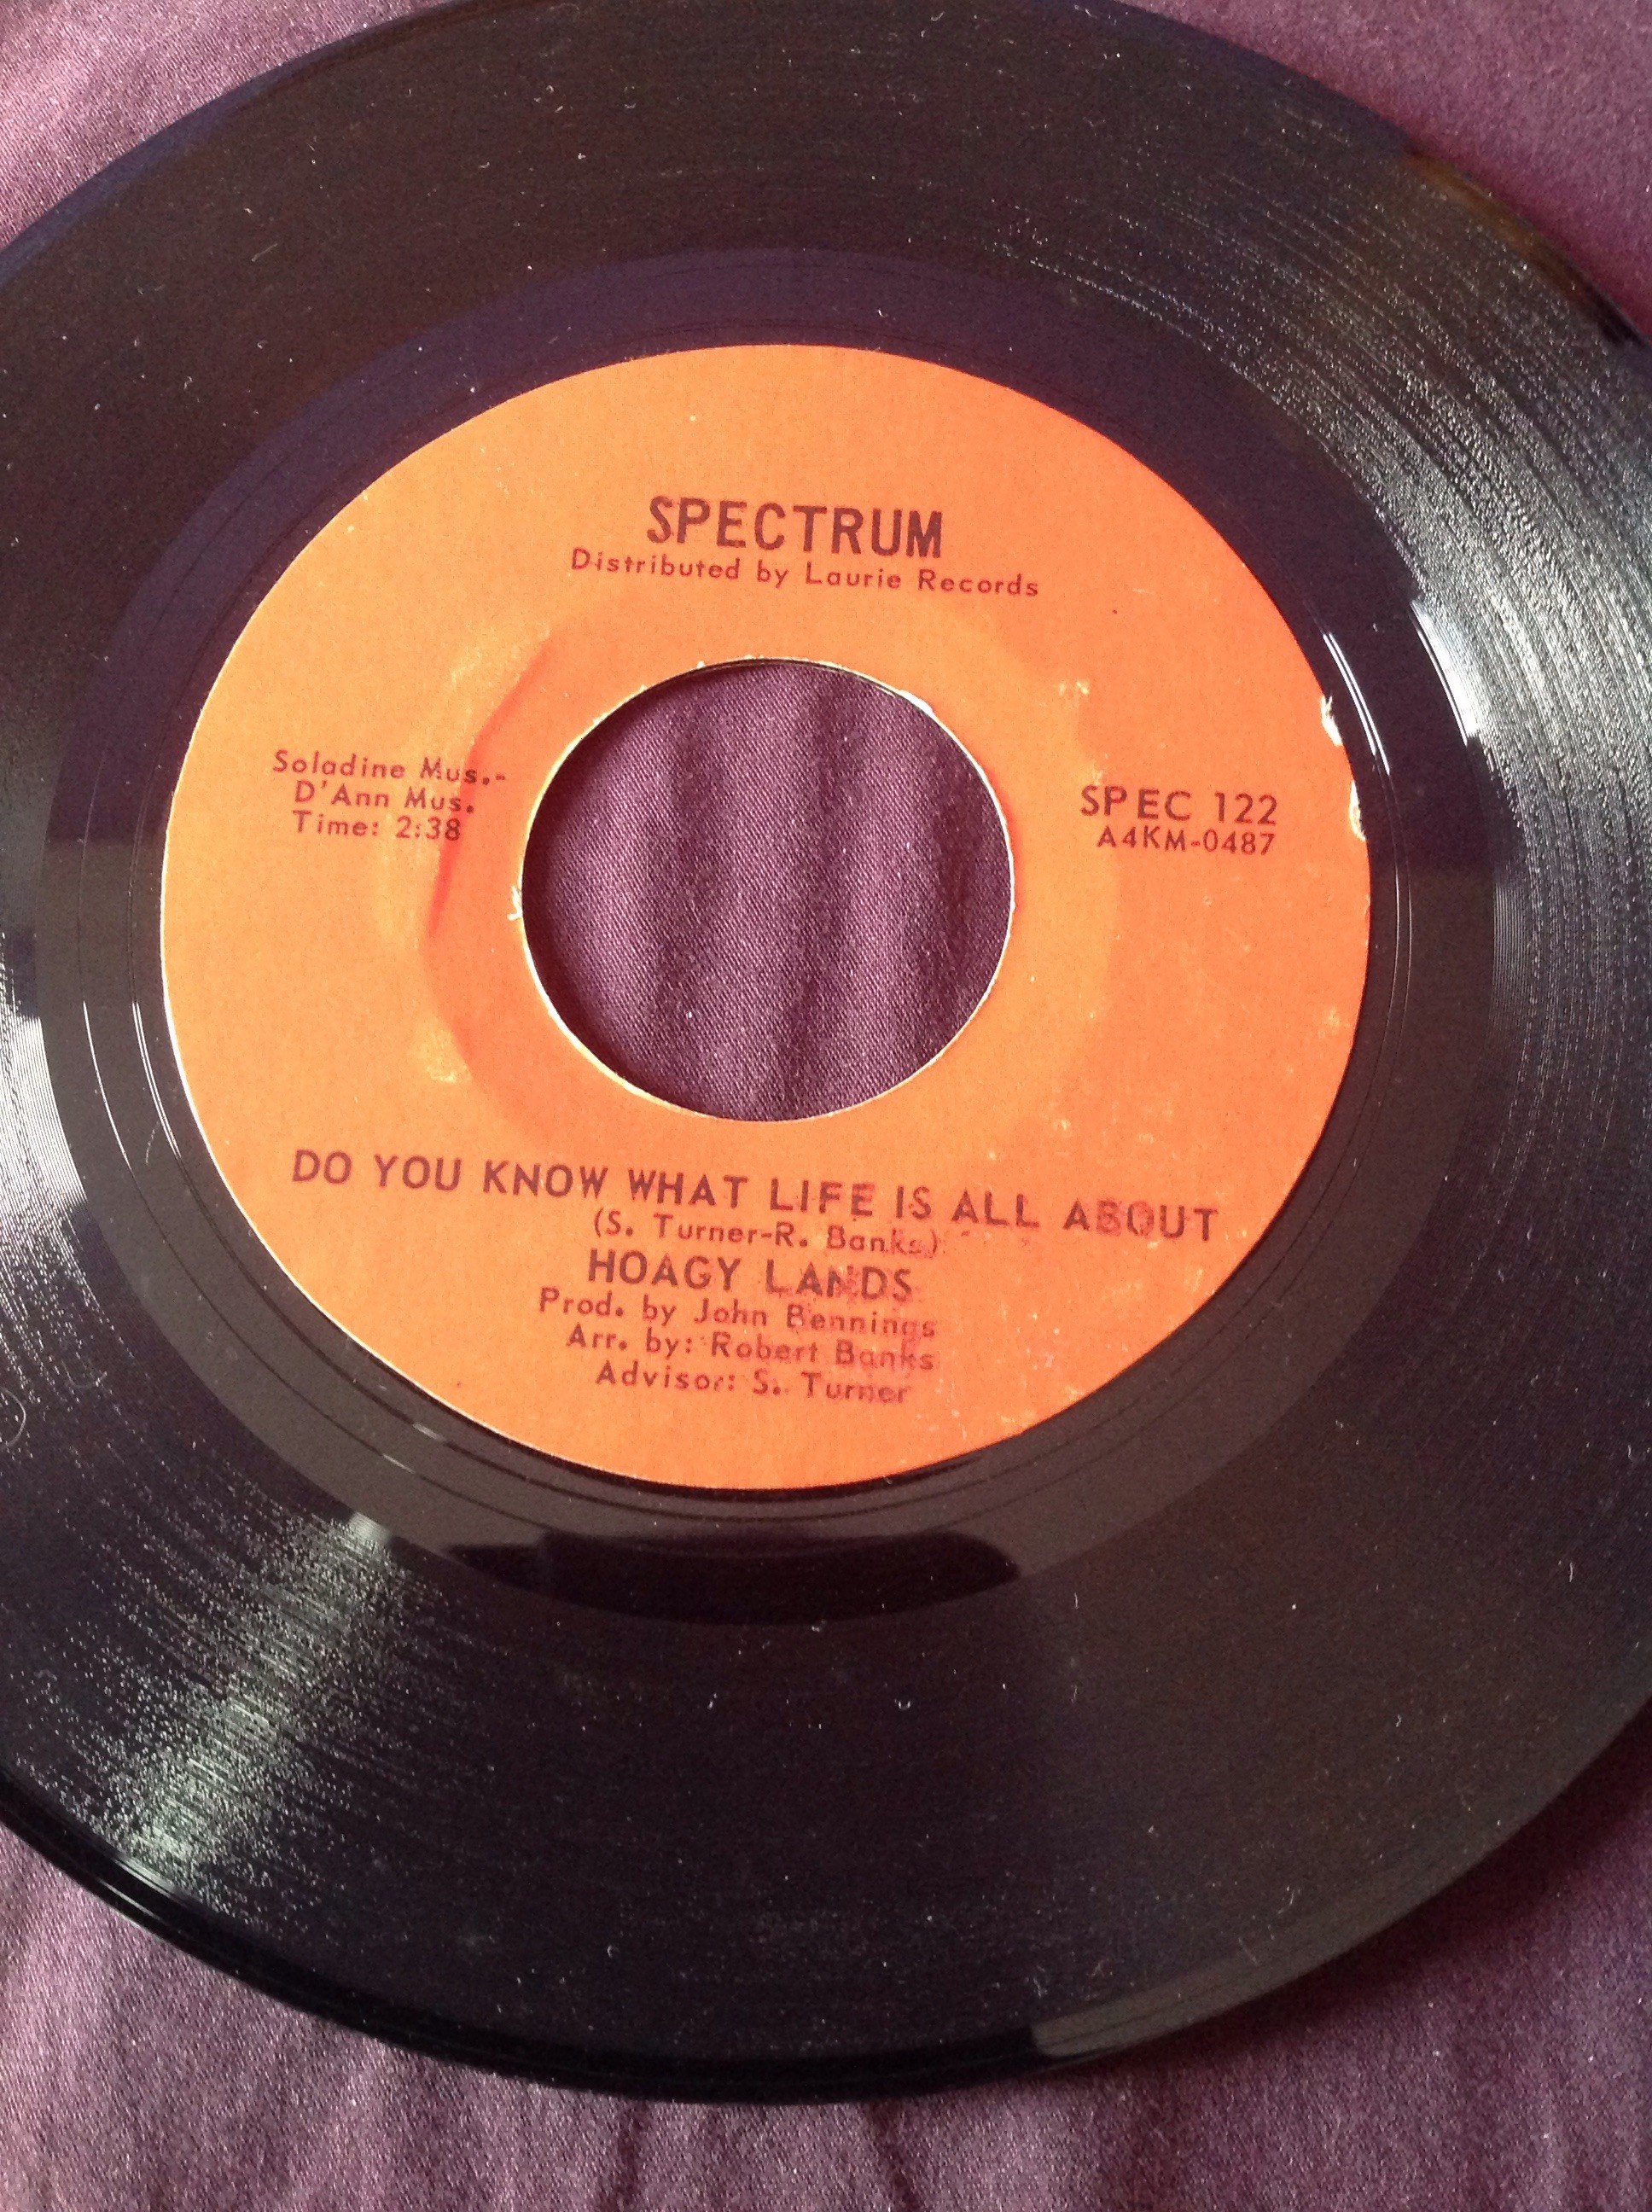 SPECTRUM
Distributed by Laurie Records
Soladine Mus.-
D'Ann Mus.
Time: 2:38
SPEC 122
A4KM-0487
DO YOU KNOW WHAT LIFE IS ALL ABOUT
(S. Turner-R. Banks)
HOAGY LANDS
Prod. by John Bennings
Arr. by: Robert Banks
Advisor: S. Turner